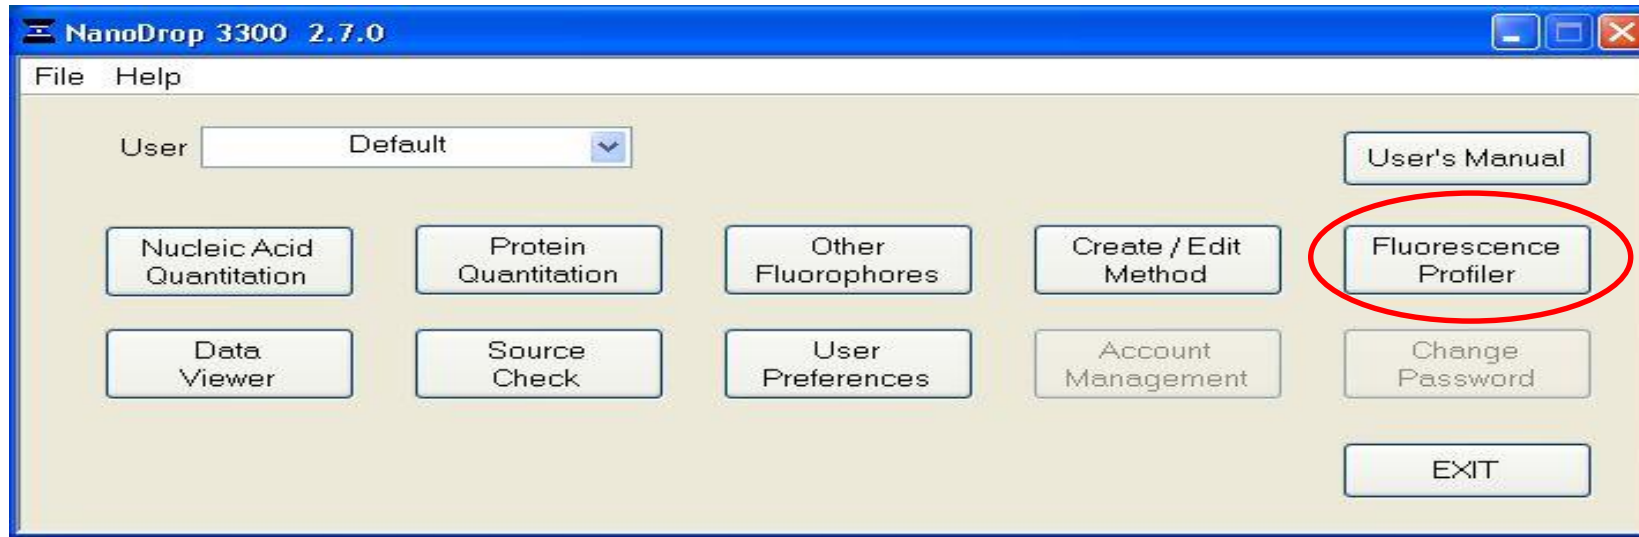 NanoDrop 3300 2.7.0
File Help
User Default
User's Manual
Nucleic Acid
Quantitation
Protein
Quantitation
Other
Fluorophores
Create / Edit
Method
Fluorescence
Profiler
Data
Viewer
Source
Check
User
Preferences
Account
Management
Change
Password
EXIT